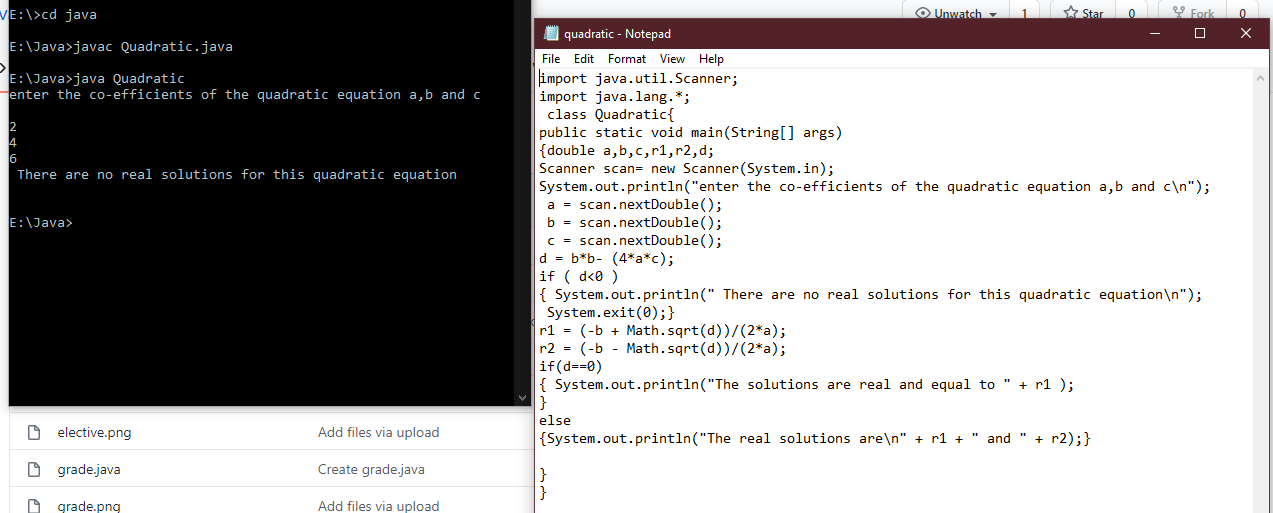 E:\>cd java
E:\Java>javac Quadratic.java
E:\Java>java Quadratic
enter the co-efficients of the quadratic equation a,b and c
2
4
6
 There are no real solutions for this quadratic equation
E:\Java>
elective.png Add files via upload
grade.java Create grade.java
grade.png Add files via upload
Unwatch 1 Star 0 Fork 0
quadratic - Notepad
File Edit Format View Help
import java.util.Scanner;
import java.lang.*;
 class Quadratic{
public static void main(String[] args)
{double a,b,c,r1,r2,d;
Scanner scan= new Scanner(System.in);
System.out.println("enter the co-efficients of the quadratic equation a,b and c\n");
 a = scan.nextDouble();
 b = scan.nextDouble();
 c = scan.nextDouble();
d = b*b- (4*a*c);
if ( d<0 )
{ System.out.println(" There are no real solutions for this quadratic equation\n");
 System.exit(0);}
r1 = (-b + Math.sqrt(d))/(2*a);
r2 = (-b - Math.sqrt(d))/(2*a);
if(d==0)
{ System.out.println("The solutions are real and equal to " + r1 );
}
else
{System.out.println("The real solutions are\n" + r1 + " and " + r2);}
}
}